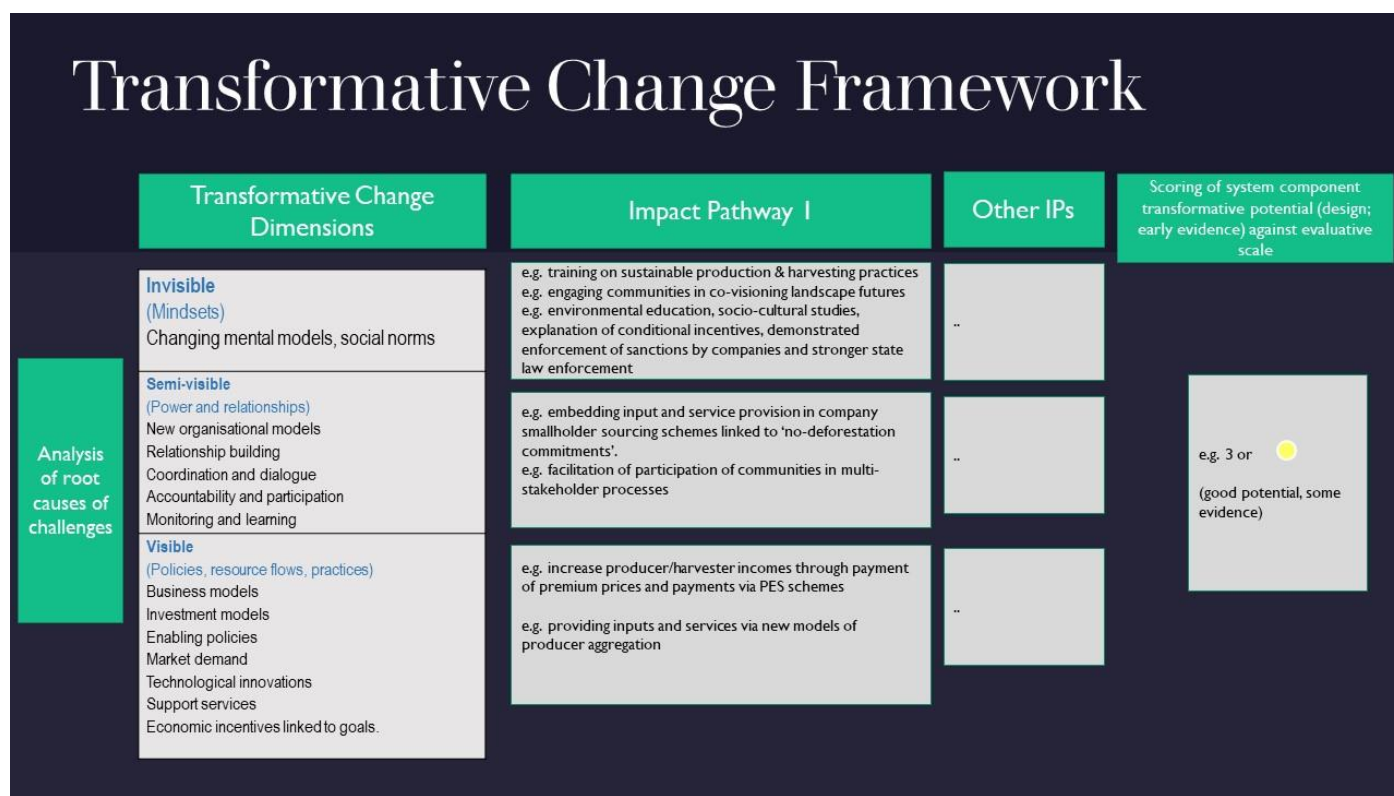 Transformative Change Framework
Transformative Change
Dimensions
Impact Pathway 1
Other IPs
Scoring of system component
transformative potential (design;
early evidence) against evaluative
scale
Analysis
of root
causes of
challenges
Invisible
(Mindsets)
Changing mental models, social norms
e.g. training on sustainable production & harvesting practices
e.g. engaging communities in co-visioning landscape futures
e.g. environmental education, socio-cultural studies,
explanation of conditional incentives, demonstrated
enforcement of sanctions by companies and stronger state
law enforcement
..
Semi-visible
(Power and relationships)
New organisational models
Relationship building
Coordination and dialogue
Accountability and participation
Monitoring and learning
e.g. embedding input and service provision in company
smallholder sourcing schemes linked to ‘no-deforestation
commitments’.
e.g. facilitation of participation of communities in multi-
stakeholder processes
..
Visible
(Policies, resource flows, practices)
Business models
Investment models
Enabling policies
Market demand
Technological innovations
Support services
Economic incentives linked to goals.
e.g. increase producer/harvester incomes through payment
of premium prices and payments via PES schemes
e.g. providing inputs and services via new models of
producer aggregation
..
e.g. 3 or
(good potential, some
evidence)